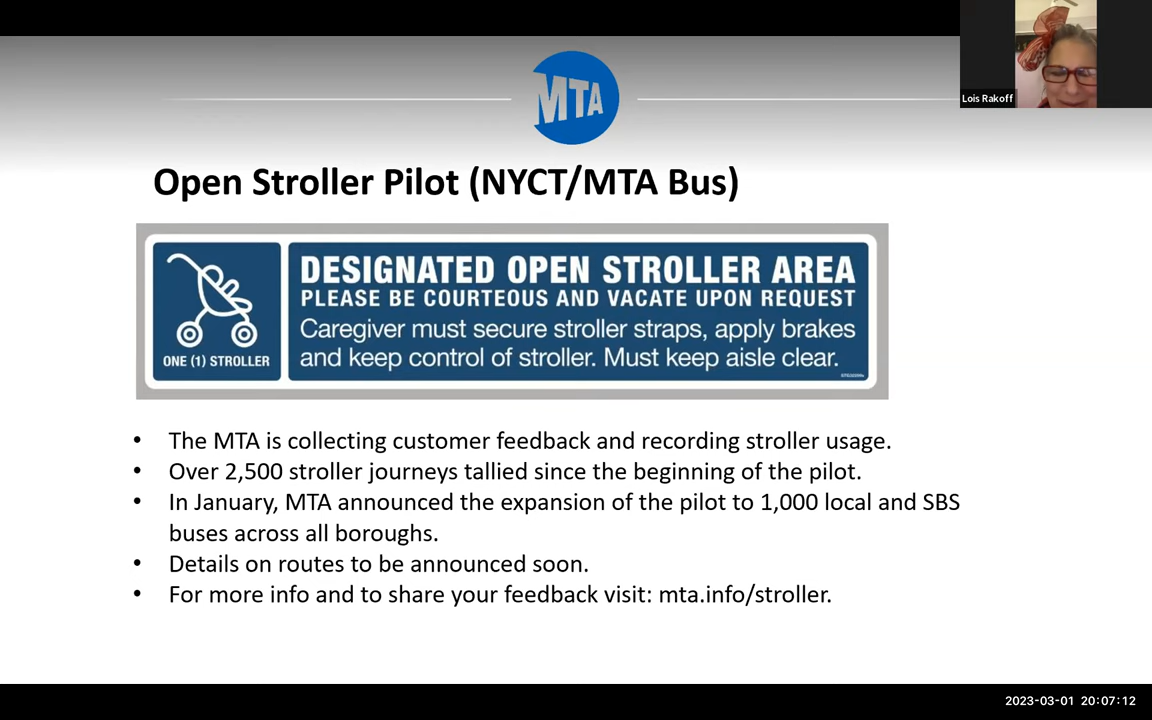 MTA
Lois Rakoff
Open Stroller Pilot (NYCT/MTA Bus)
DESIGNATED OPEN STROLLER AREA
PLEASE BE COURTEOUS AND VACATE UPON REQUEST
Caregiver must secure stroller straps, apply brakes
and keep control of stroller. Must keep aisle clear.
ONE (1) STROLLER
• The MTA is collecting customer feedback and recording stroller usage.
• Over 2,500 stroller journeys tallied since the beginning of the pilot.
• In January, MTA announced the expansion of the pilot to 1,000 local and SBS
buses across all boroughs.
• Details on routes to be announced soon.
• For more info and to share your feedback visit: mta.info/stroller.
2023-03-01 20:07:12